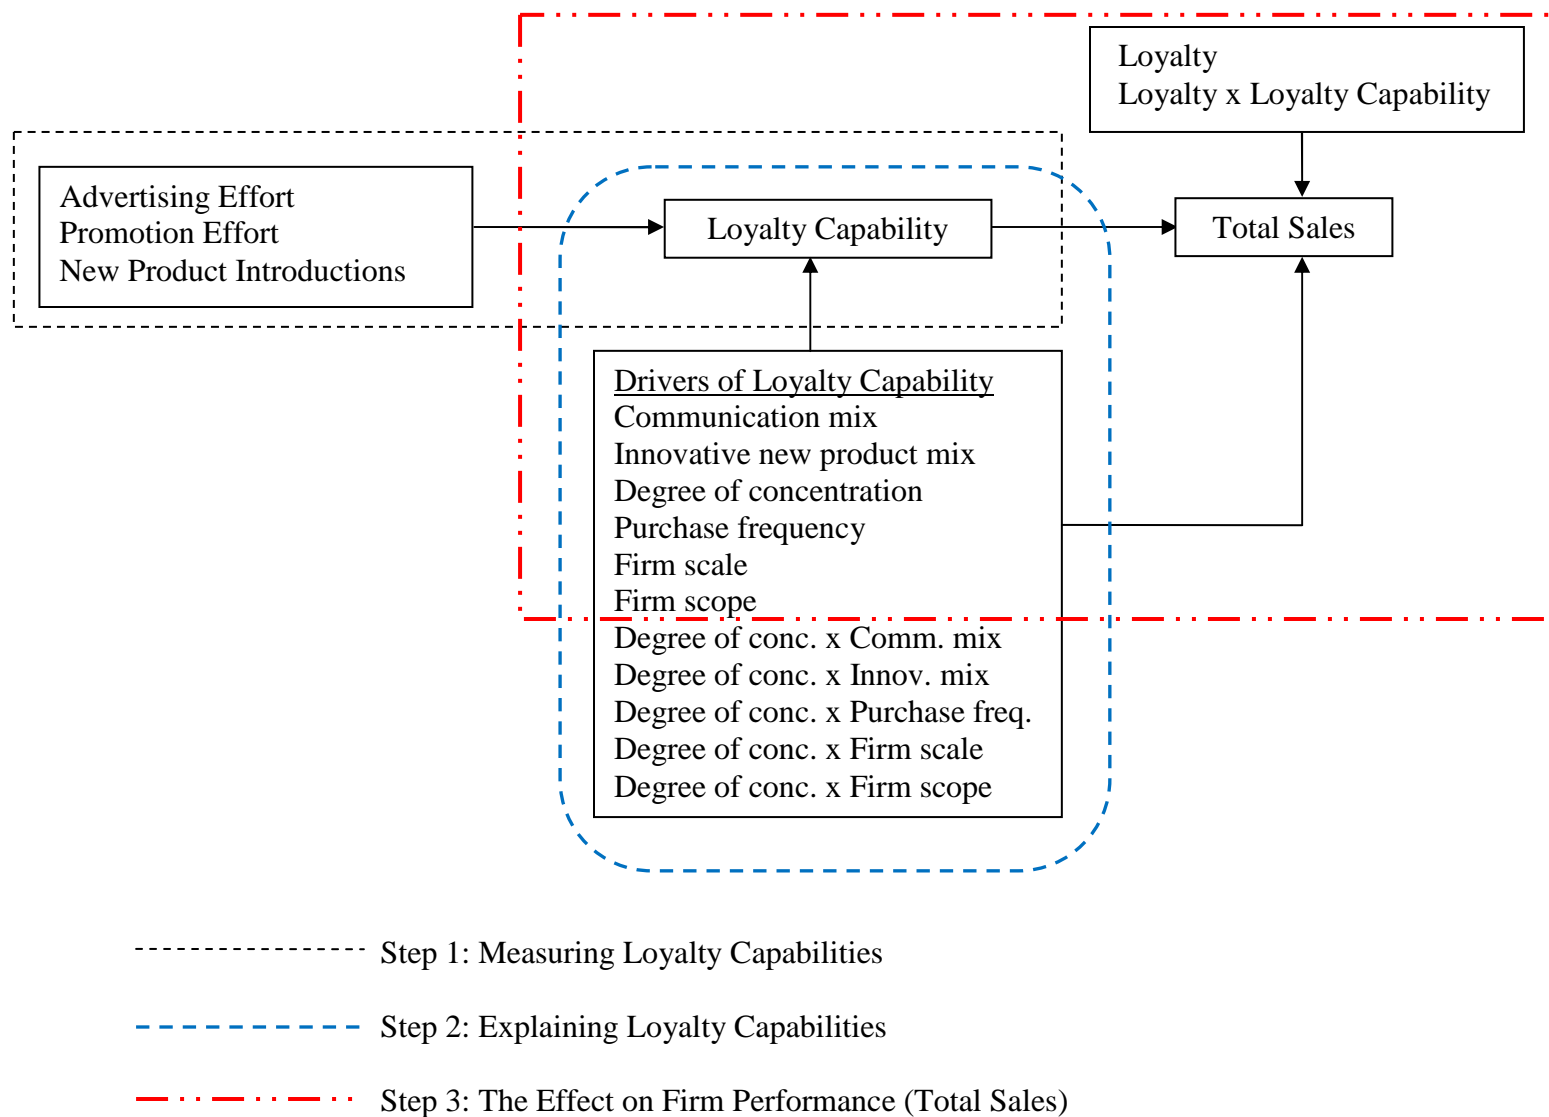 Loyalty
Loyalty x Loyalty Capability
Advertising Effort
Promotion Effort
New Product Introductions
Loyalty Capability
Total Sales
Drivers of Loyalty Capability
Communication mix
Innovative new product mix
Degree of concentration
Purchase frequency
Firm scale
Firm scope
Degree of conc. x Comm. mix
Degree of conc. x Innov. mix
Degree of conc. x Purchase freq.
Degree of conc. x Firm scale
Degree of conc. x Firm scope
Step 1: Measuring Loyalty Capabilities
Step 2: Explaining Loyalty Capabilities
Step 3: The Effect on Firm Performance (Total Sales)